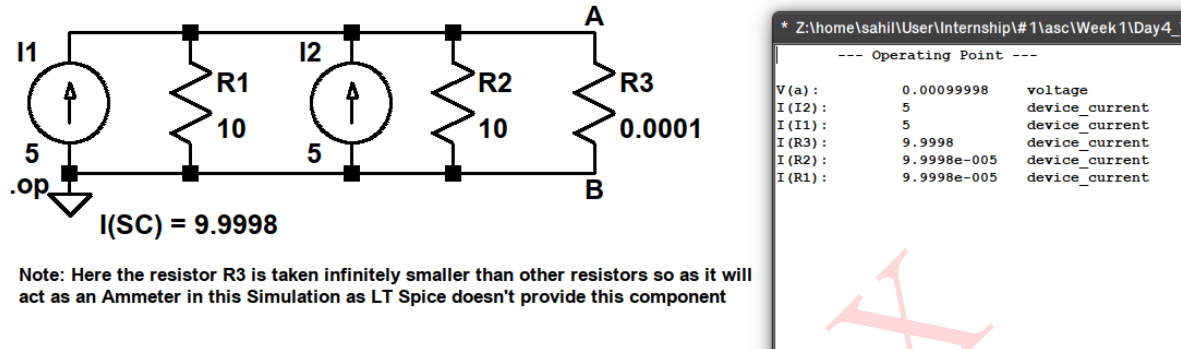 A
I1
I2
R1
R2
R3
10
10
0.0001
5
5
.op
B
I(SC) = 9.9998
Note: Here the resistor R3 is taken infinitely smaller than other resistors so as it will
act as an Ammeter in this Simulation as LT Spice doesn't provide this component
* Z:\home\sahil\User\Internship\#1\asc\Week1\Day4_
--- Operating Point ---
V(a): 0.00099998 voltage
I(I2): 5 device_current
I(I1): 5 device_current
I(R3): 9.9998 device_current
I(R2): 9.9998e-005 device_current
I(R1): 9.9998e-005 device_current